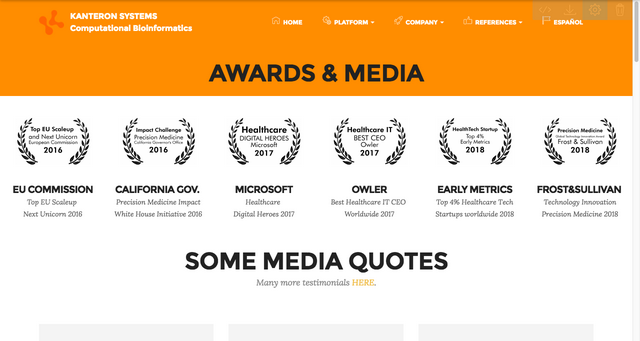 KANTERON SYSTEMS
Computational Bioinformatics
HOME
PLATFORM
COMPANY
REFERENCES
ESPAÑOL
AWARDS & MEDIA
Top EU Scaleup
and Next Unicorn
European Commission
2016
Impact Challenge
Precision Medicine
California Governor's Office
2016
Healthcare
DIGITAL HEROES
Microsoft
2017
Healthcare IT
BEST CEO
Owler
2017
HealthTech Startup
Top 4%
Early Metrics
2018
Precision Medicine
Global Technology Innovation Award
Frost & Sullivan
2018
EU COMMISSION
Top EU Scaleup
Next Unicorn 2016
CALIFORNIA GOV.
Precision Medicine Impact
White House Initiative 2016
MICROSOFT
Healthcare
Digital Heroes 2017
OWLER
Best Healthcare IT CEO
Worldwide 2017
EARLY METRICS
Top 4% Healthcare Tech
Startups worldwide 2018
FROST&SULLIVAN
Technology Innovation
Precision Medicine 2018
SOME MEDIA QUOTES
Many more testimonials HERE.